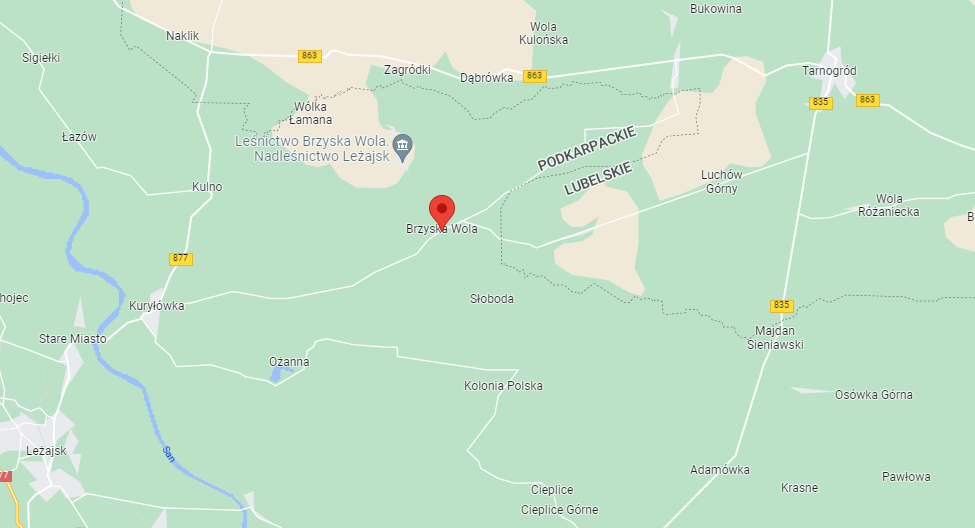 Bukowina
Naklik
Wola
Kulońska
Sigiełki
863
Zagródki
Dąbrówka
863
Tarnogród
835
863
Wólka
Łamana
Łazów
Leśnictwo Brzyska Wola.
Nadleśnictwo Leżajsk
PODKARPACKIE
LUBELSKIE
Luchów
Górny
Kulno
Wola
Różaniecka
B
Brzyska Wola
877
hojec
Kuryłówka
Słoboda
835
Stare Miasto
Majdan
Sieniawski
Ożanna
Kolonia Polska
Osówka Górna
Leżajsk
San
77
Adamówka
Krasne
Pawłowa
Cieplice
Cieplice Górne